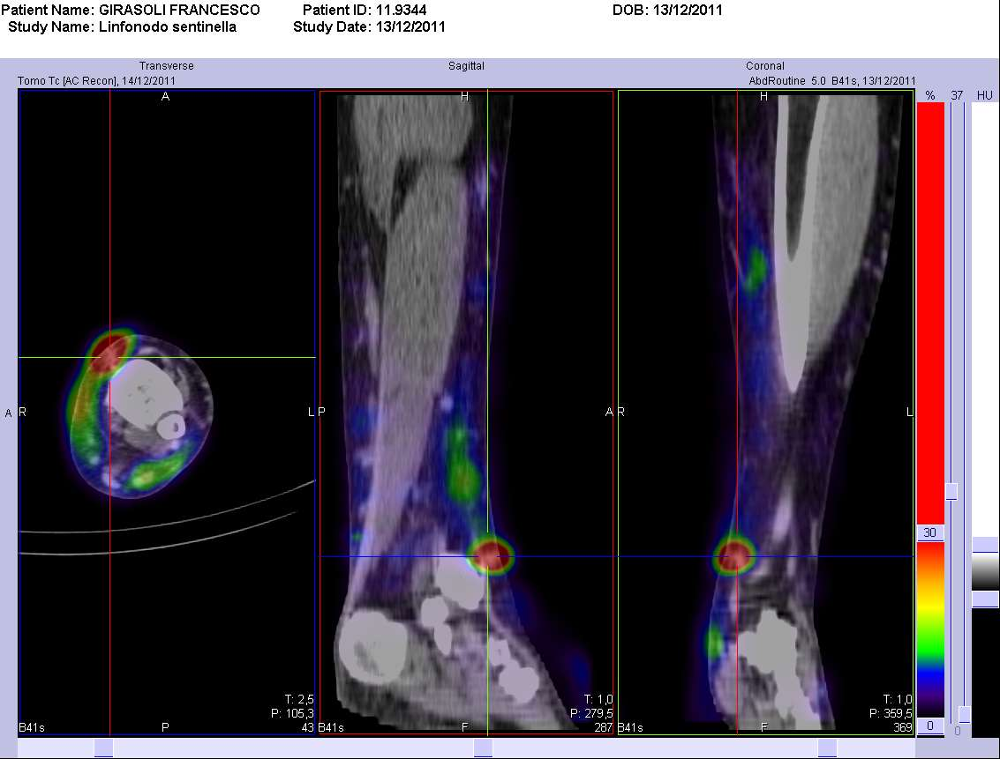 Patient Name: GIRASOLI FRANCESCO Patient ID: 11.9344 DOB: 13/12/2011
Study Name: Linfonodo sentinella Study Date: 13/12/2011
Transverse Sagittal Coronal
Tomo Tc [AC Recon], 14/12/2011 AbdRoutine 5.0 B41s, 13/12/2011
A H H % 37 HU
A R L P A R L
30
T: 2,5 T: 1,0 T: 1,0
P: 105,3 P: 279,5 P: 359,5
B41s P 43 B41s F 287 B41s F 369 0 0